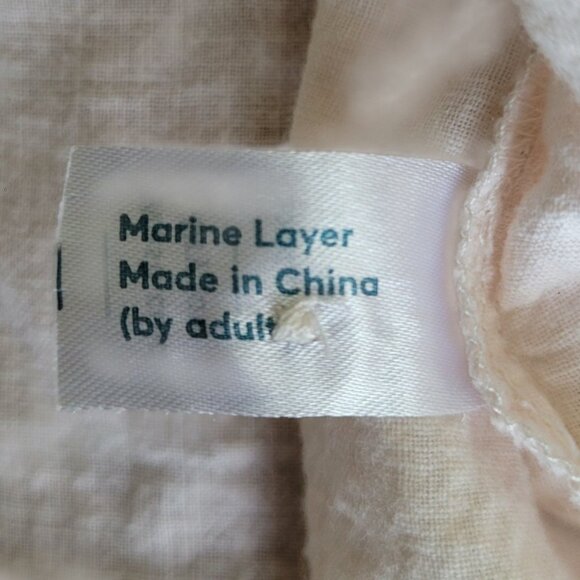 Marine Layer
Made in China
(by adult